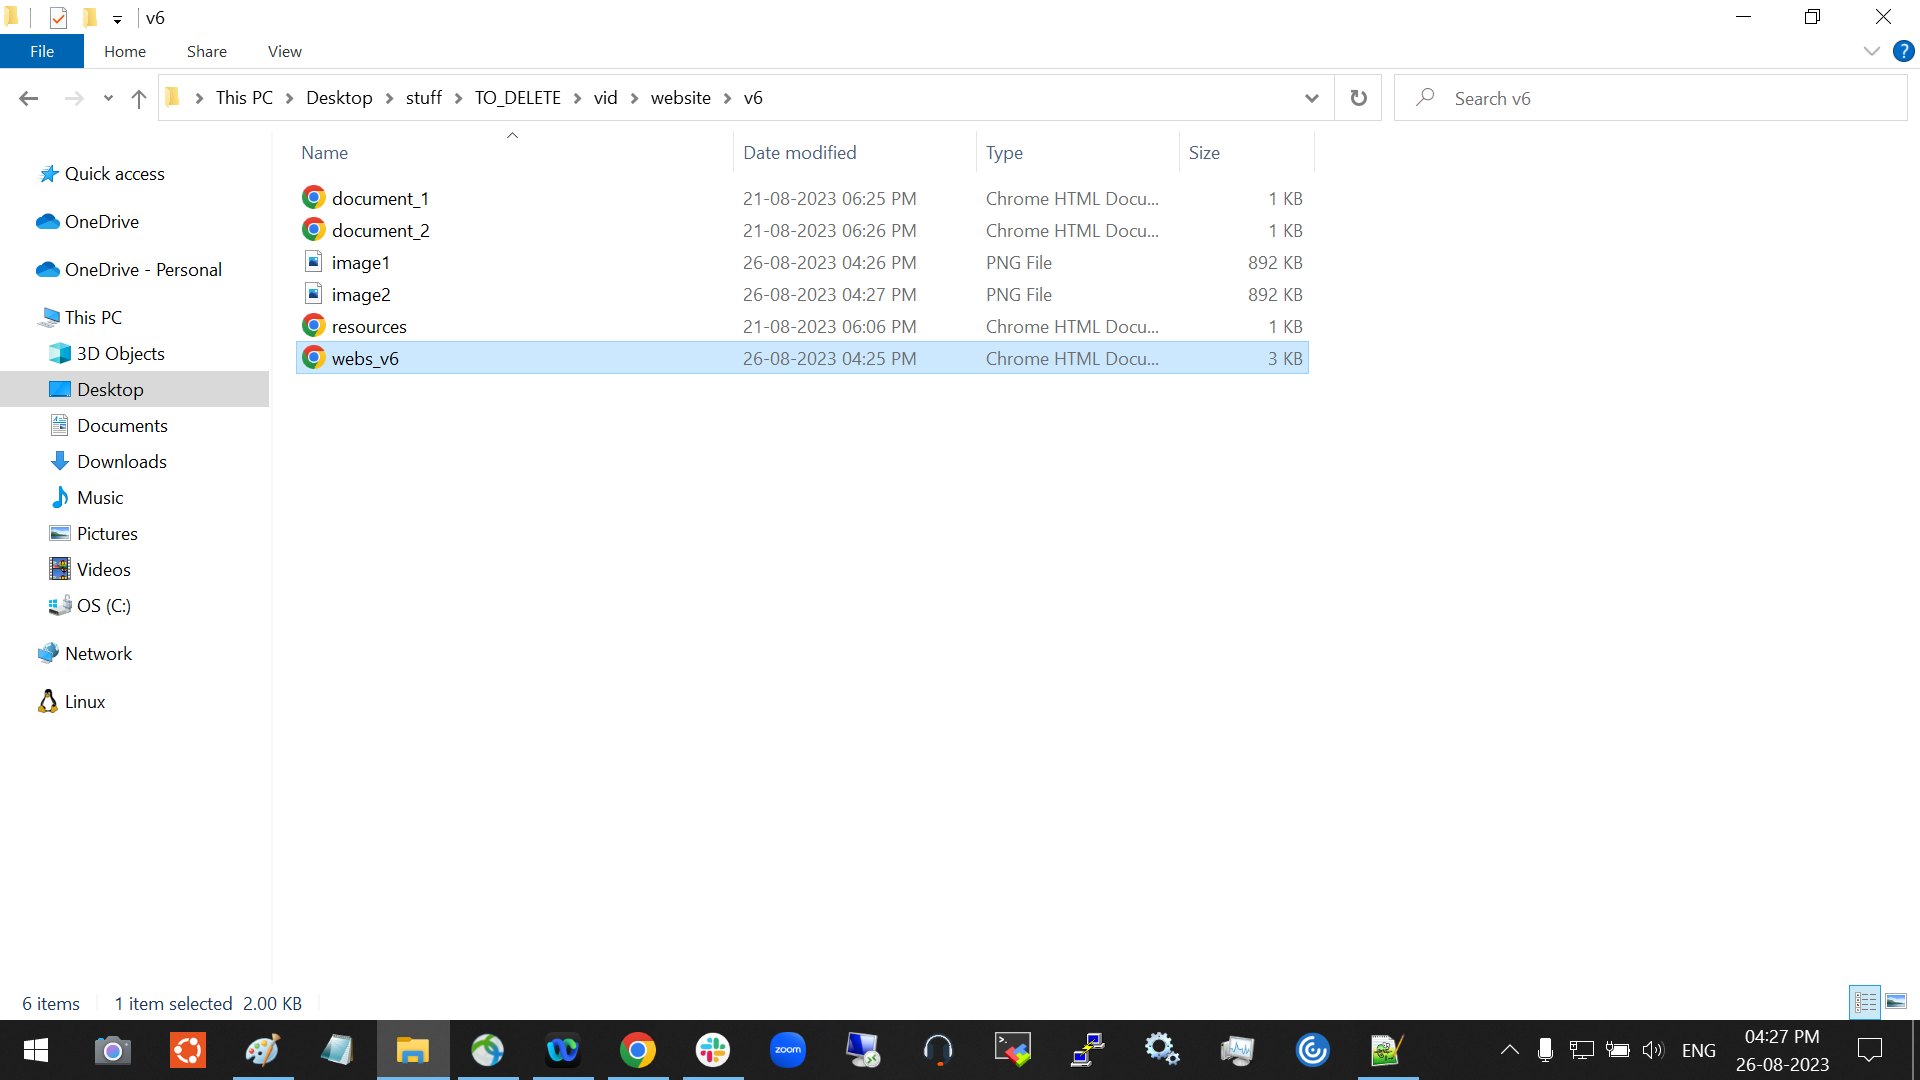 v6
File Home Share View
This PC Desktop stuff TO_DELETE vid website v6
Search v6
Name Date modified Type Size
Quick access
OneDrive
OneDrive - Personal
This PC
3D Objects
Desktop
Documents
Downloads
Music
Pictures
Videos
OS (C:)
Network
Linux
document_1 21-08-2023 06:25 PM Chrome HTML Docu... 1 KB
document_2 21-08-2023 06:26 PM Chrome HTML Docu... 1 KB
image1 26-08-2023 04:26 PM PNG File 892 KB
image2 26-08-2023 04:27 PM PNG File 892 KB
resources 21-08-2023 06:06 PM Chrome HTML Docu... 1 KB
webs_v6 26-08-2023 04:25 PM Chrome HTML Docu... 3 KB
6 items 1 item selected 2.00 KB
zoom
ENG
04:27 PM
26-08-2023